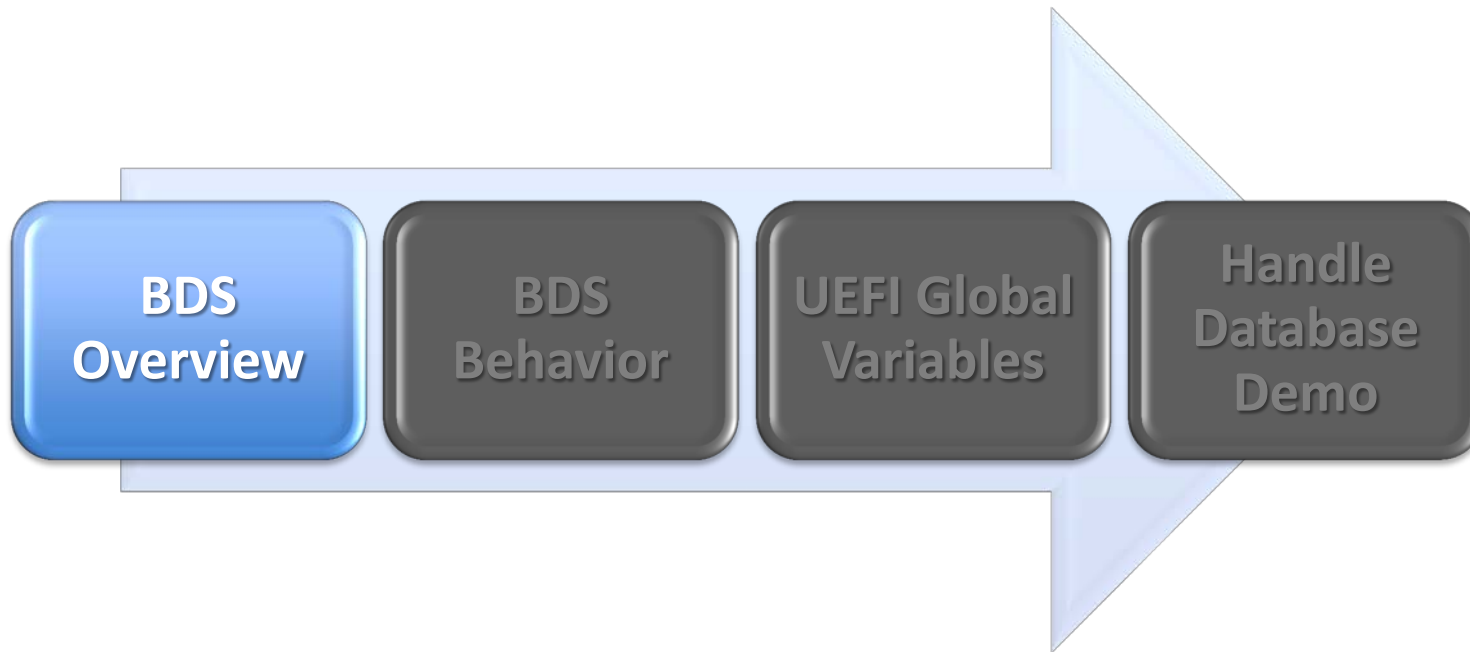 BDS
Overview
BDS
Behavior
UEFI Global
Variables
Handle
Database
Demo